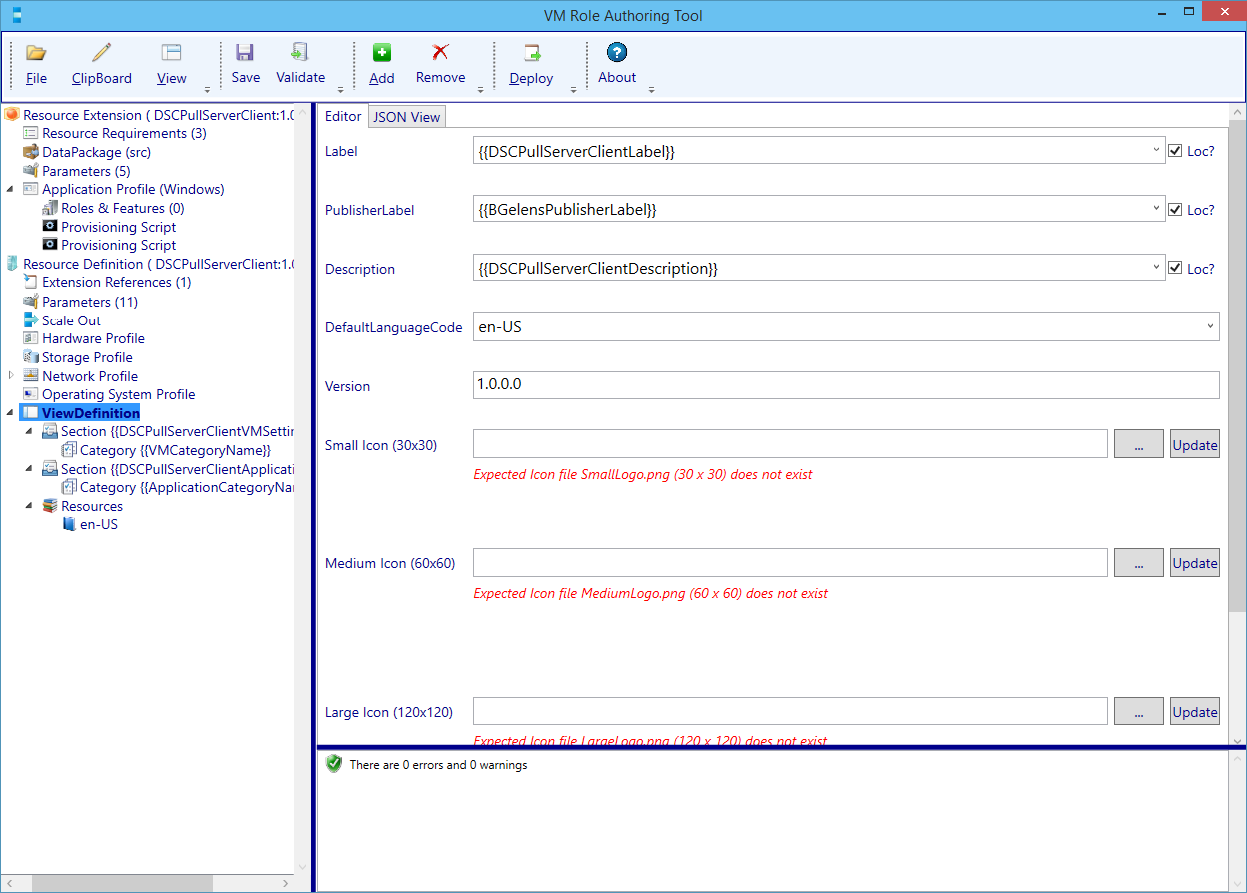 VM Role Authoring Tool
File ClipBoard View Save Validate Add Remove Deploy About
Resource Extension ( DSCPullServerClient:1.0
Resource Requirements (3)
DataPackage (src)
Parameters (5)
Application Profile (Windows)
Roles & Features (0)
Provisioning Script
Provisioning Script
Resource Definition ( DSCPullServerClient:1.0
Extension References (1)
Parameters (11)
Scale Out
Hardware Profile
Storage Profile
Network Profile
Operating System Profile
ViewDefinition
Section {{DSCPullServerClientVMSettin
Category {{VMCategoryName}}
Section {{DSCPullServerClientApplicati
Category {{ApplicationCategoryNam
Resources
en-US
Editor JSON View
Label {{DSCPullServerClientLabel}} Loc?
PublisherLabel {{BGelensPublisherLabel}} Loc?
Description {{DSCPullServerClientDescription}} Loc?
DefaultLanguageCode en-US
Version 1.0.0.0
Small Icon (30x30) ... Update
Expected Icon file SmallLogo.png (30 x 30) does not exist
Medium Icon (60x60) ... Update
Expected Icon file MediumLogo.png (60 x 60) does not exist
Large Icon (120x120) ... Update
Expected Icon file LargeLogo.png (120 x 120) does not exist
There are 0 errors and 0 warnings